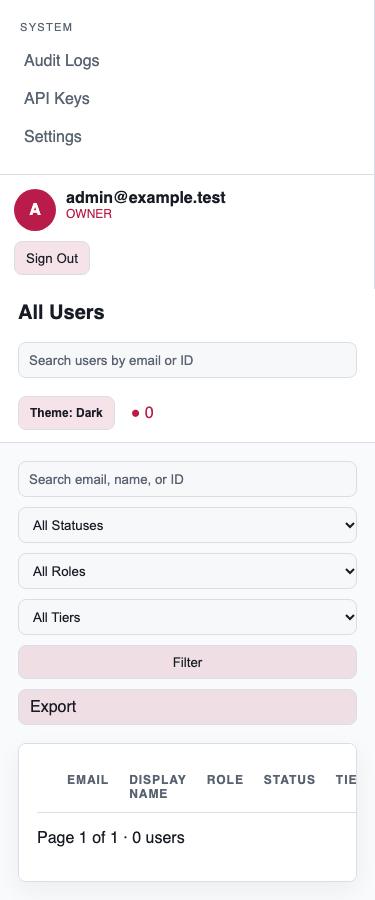 SYSTEM
Audit Logs
API Keys
Settings
A
admin@example.test
OWNER
Sign Out
All Users
Search users by email or ID
Theme: Dark
● 0
Search email, name, or ID
All Statuses
All Roles
All Tiers
Filter
Export
EMAIL DISPLAY NAME ROLE STATUS TIE
Page 1 of 1 · 0 users